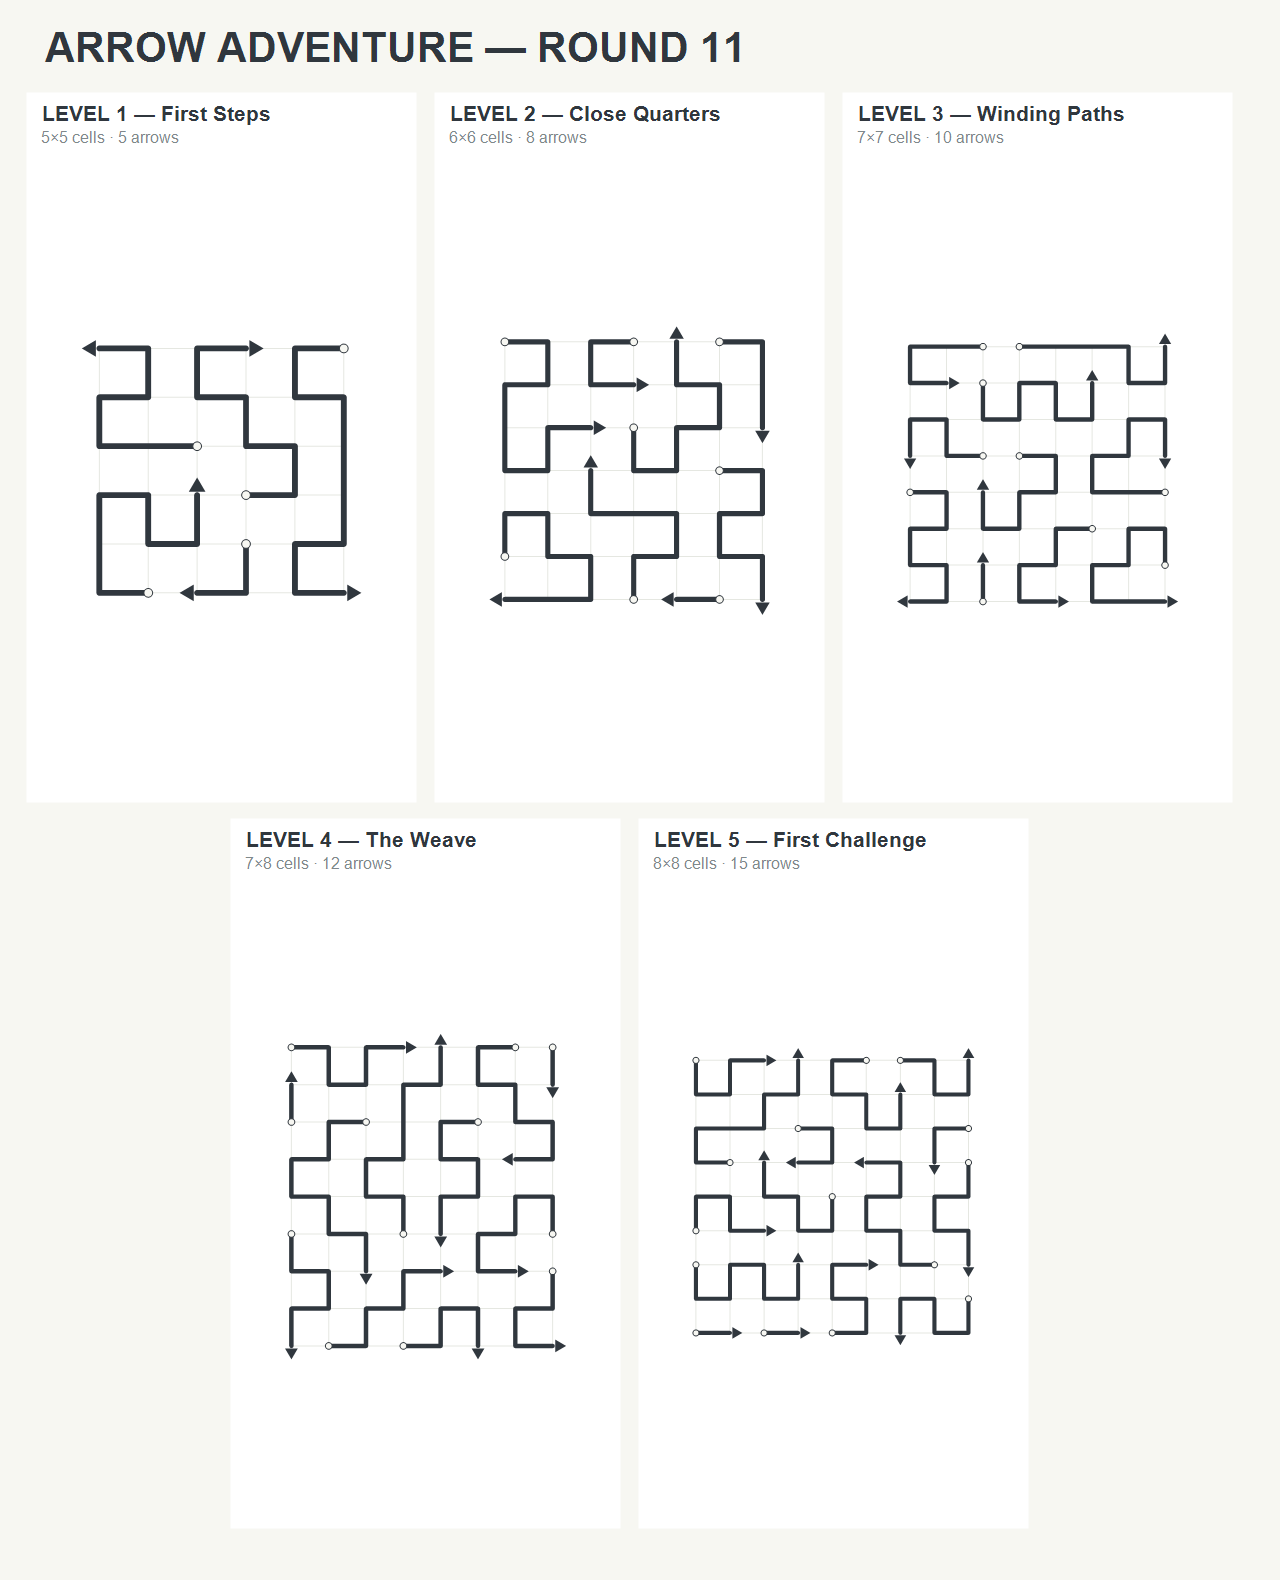 ARROW ADVENTURE — ROUND 11
LEVEL 1 — First Steps
5×5 cells · 5 arrows
LEVEL 2 — Close Quarters
6×6 cells · 8 arrows
LEVEL 3 — Winding Paths
7×7 cells · 10 arrows
LEVEL 4 — The Weave
7×8 cells · 12 arrows
LEVEL 5 — First Challenge
8×8 cells · 15 arrows